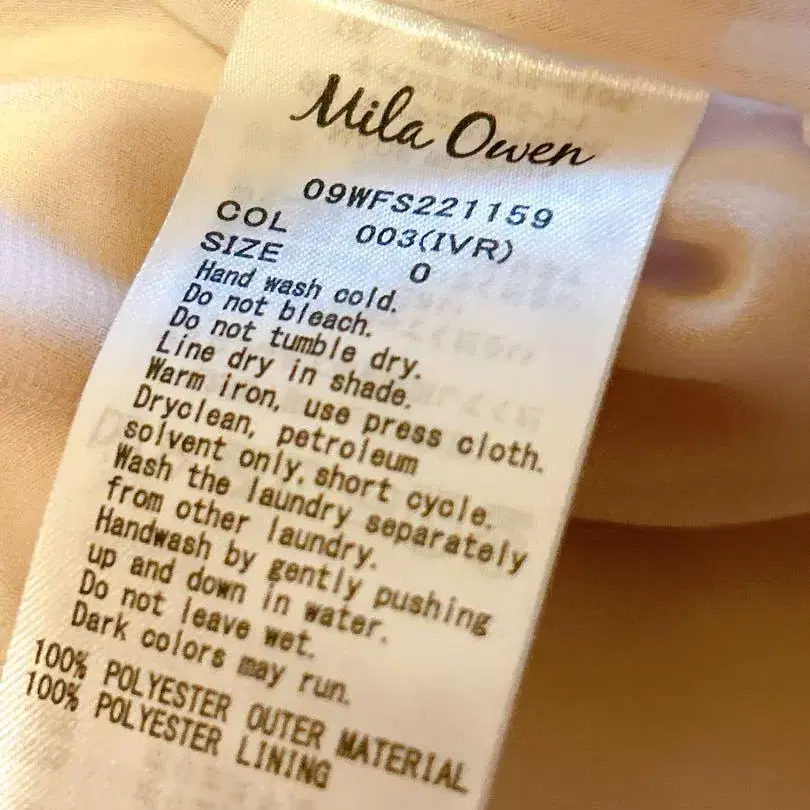 Mila Owen
09WFS221159
COL 003(IVR)
SIZE 0
Hand wash cold.
Do not bleach.
Do not tumble dry.
Line dry in shade.
Warm iron, use press cloth.
Dryclean, petroleum
solvent only, short cycle.
Wash the laundry separately
from other laundry.
Handwash by gently pushing
up and down in water.
Do not leave wet.
Dark colors may run.
100% POLYESTER OUTER MATERIAL
100% POLYESTER LINING